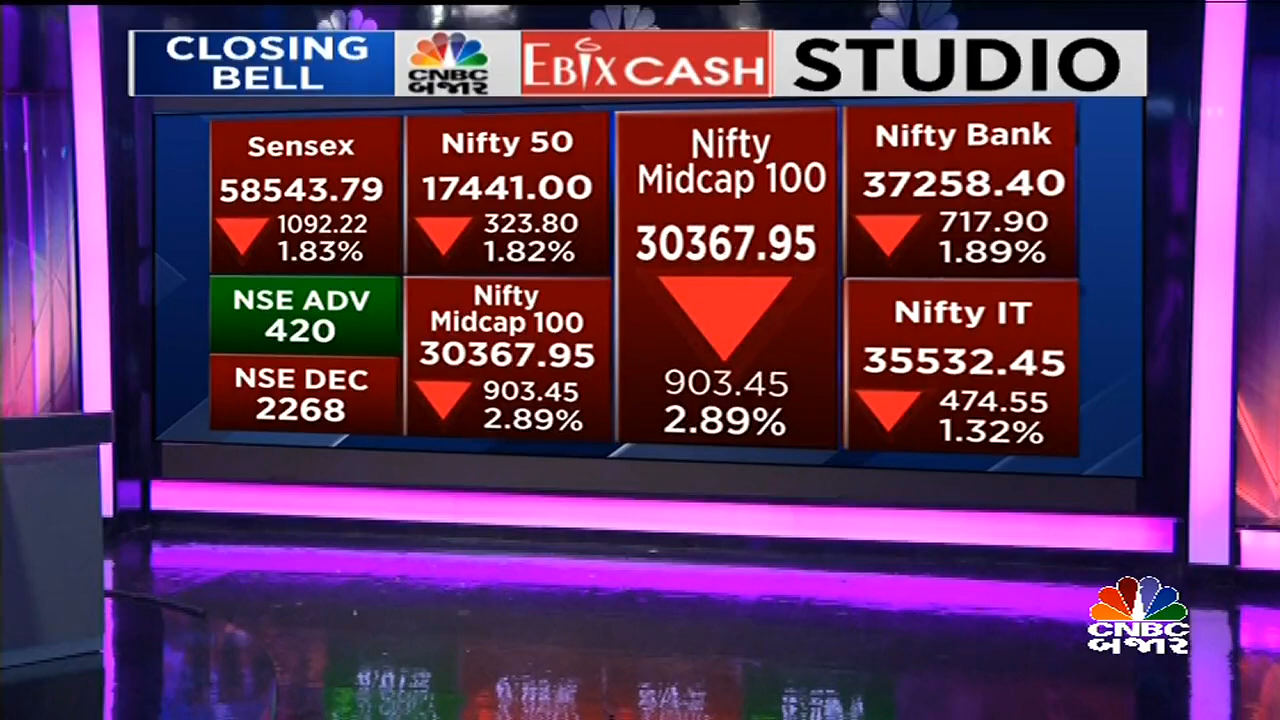 CLOSING
BELL
CNBC
બજાર
EBIXCASH
STUDIO
Sensex
58543.79
1092.22
1.83%
NSE ADV
420
NSE DEC
2268
Nifty 50
17441.00
323.80
1.82%
Nifty
Midcap 100
30367.95
903.45
2.89%
Nifty
Midcap 100
30367.95
903.45
2.89%
Nifty Bank
37258.40
717.90
1.89%
Nifty IT
35532.45
474.55
1.32%
CNBC
બજાર